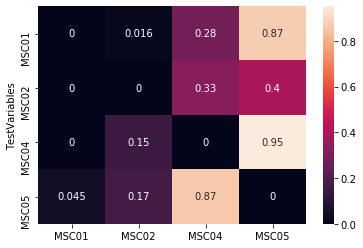 TestVariables
MSC01 0 0.016 0.28 0.87
MSC02 0 0 0.33 0.4
MSC04 0 0.15 0 0.95
MSC05 0.045 0.17 0.87 0
MSC01 MSC02 MSC04 MSC05
0.8
0.6
0.4
0.2
0.0